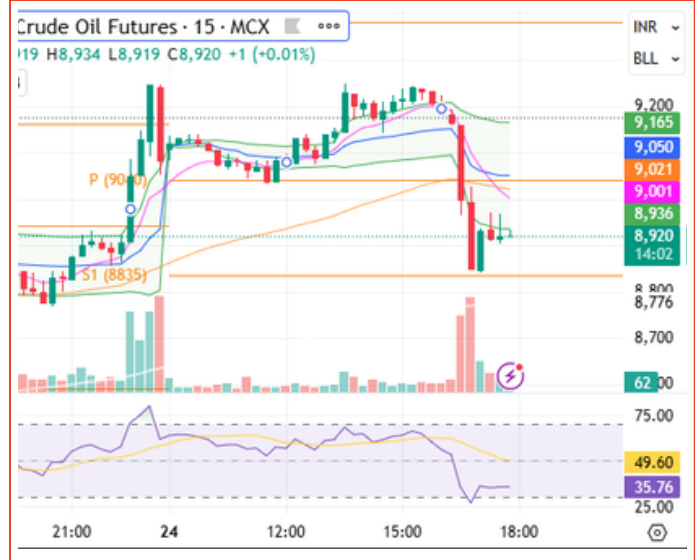 Crude Oil Futures · 15 · MCX
INR
919 H8,934 L8,919 C8,920 +1 (+0.01%)
BLL
9,200
9,165
9,050
P (9040)
9,021
9,001
8,936
8,920
14:02
S1 (8835)
8,800
8,776
8,700
62
75.00
49.60
35.76
25.00
21:00 24 12:00 15:00 18:00